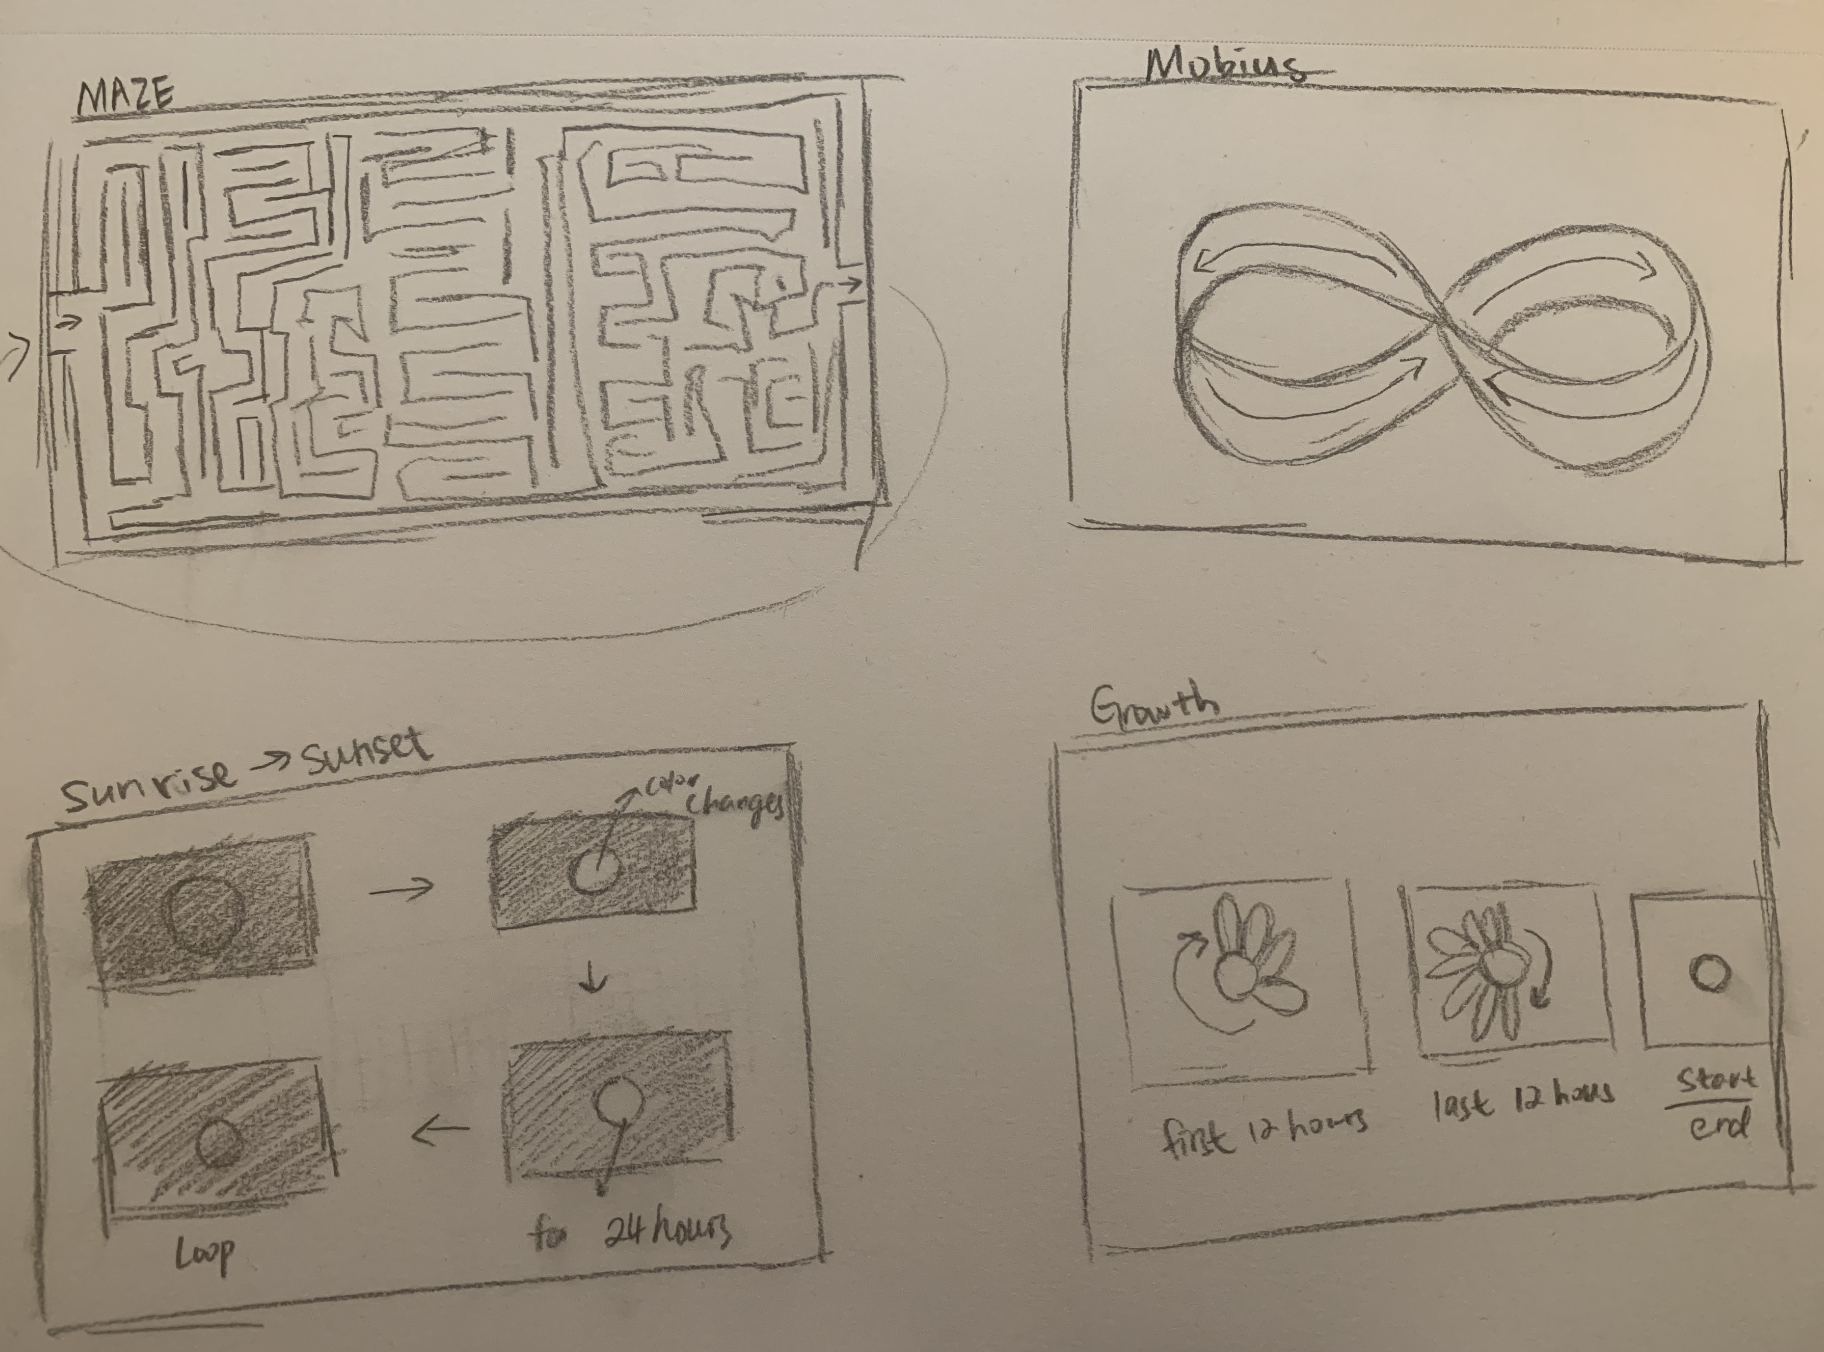 MAZE
Mobius
Sunrise → sunset
color
changes
for 24 hours
Loop
Growth
first 12 hours
last 12 hours
start
end